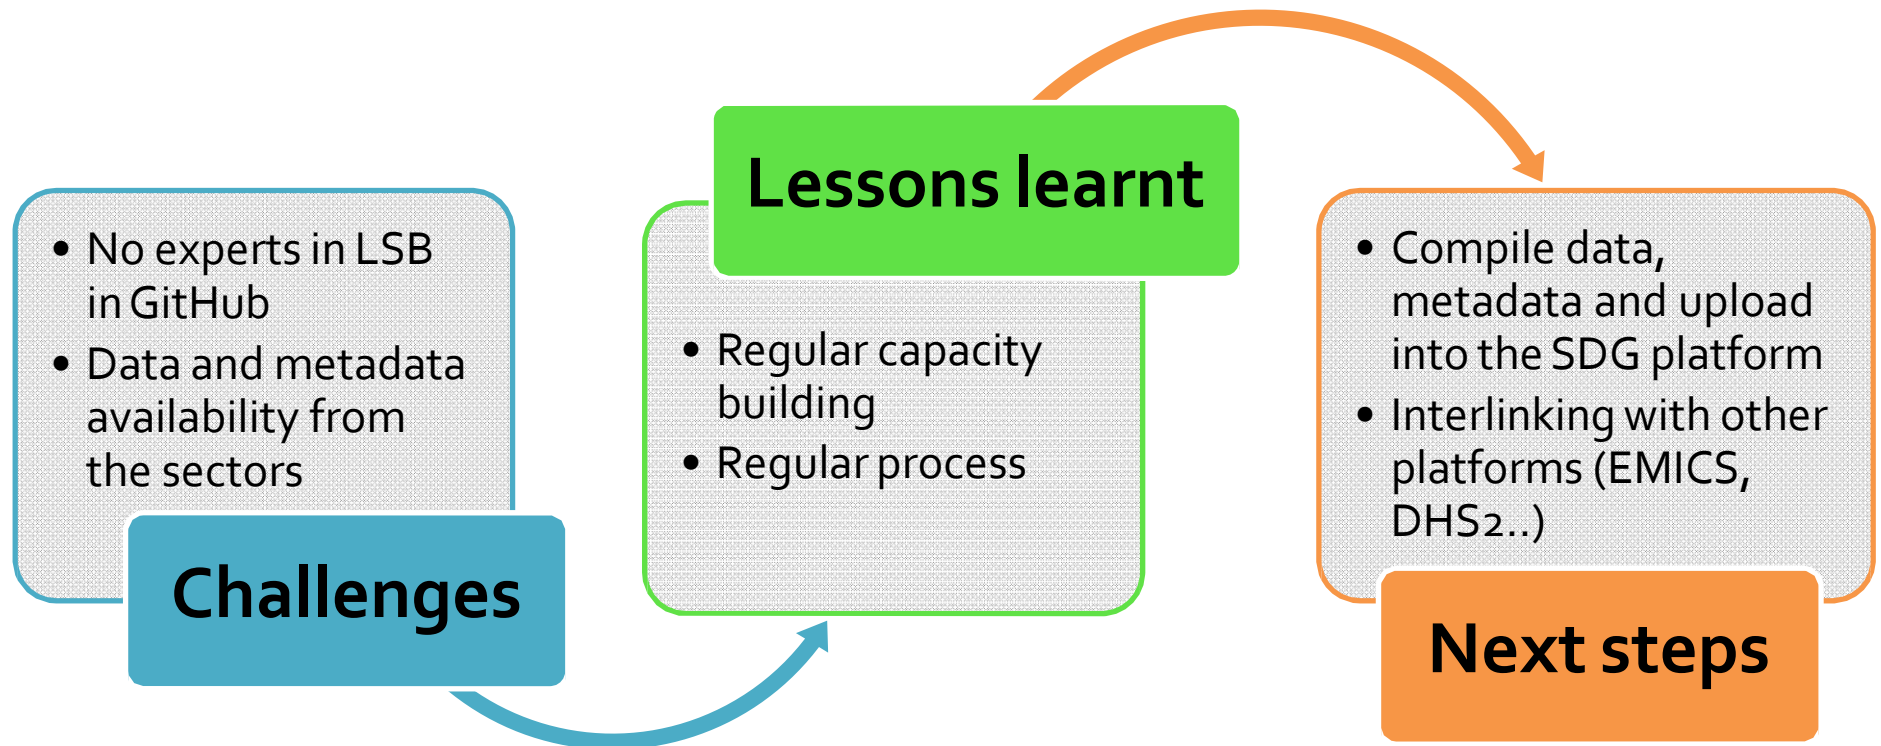 • No experts in LSB
in GitHub
• Data and metadata
availability from
the sectors
Challenges
Lessons learnt
• Regular capacity
building
• Regular process
• Compile data,
metadata and upload
into the SDG platform
• Interlinking with other
platforms (EMICS,
DHS2..)
Next steps